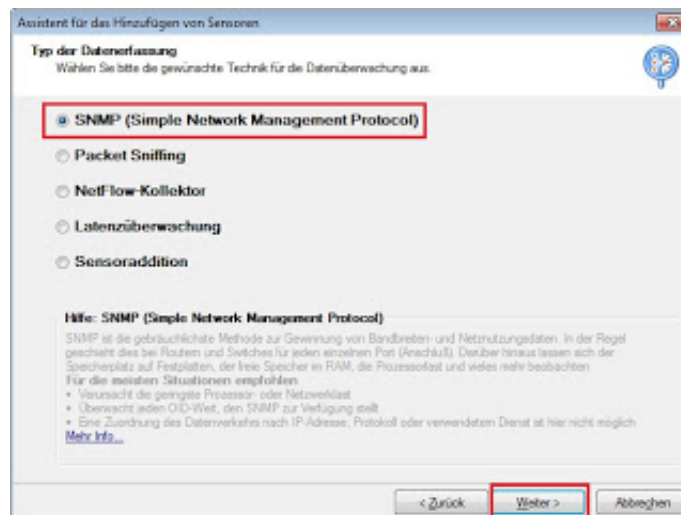 Assistent für das Hinzufügen von Sensoren
Typ der Datenerfassung
Wählen Sie bitte die gewünschte Technik für die Datenüberwachung aus.
SNMP (Simple Network Management Protocol)
Packet Sniffing
NetFlow-Kollektor
Latenzüberwachung
Sensoraddition
Hilfe: SNMP (Simple Network Management Protocol)
SNMP ist die gebräuchlichste Methode zur Gewinnung von Bandbreiten- und Netznutzungsdaten. In der Regel
geschieht dies bei Routern und Switches für jeden einzelnen Port (Anschluß). Darüber hinaus lassen sich der
Speicherplatz auf Festplatten, der freie Speicher im RAM, die Prozessorlast und vieles mehr beobachten.
Für die meisten Situationen empfohlen
• Verursacht die geringste Prozessor- oder Netzwerklast
• Überwacht jeden OID-Wert, den SNMP zur Verfügung stellt
• Eine Zuordnung des Datenverkehrs nach IP-Adresse, Protokoll oder verwendetem Dienst ist hier nicht möglich
Mehr Info...
< Zurück
Weiter >
Abbrechen